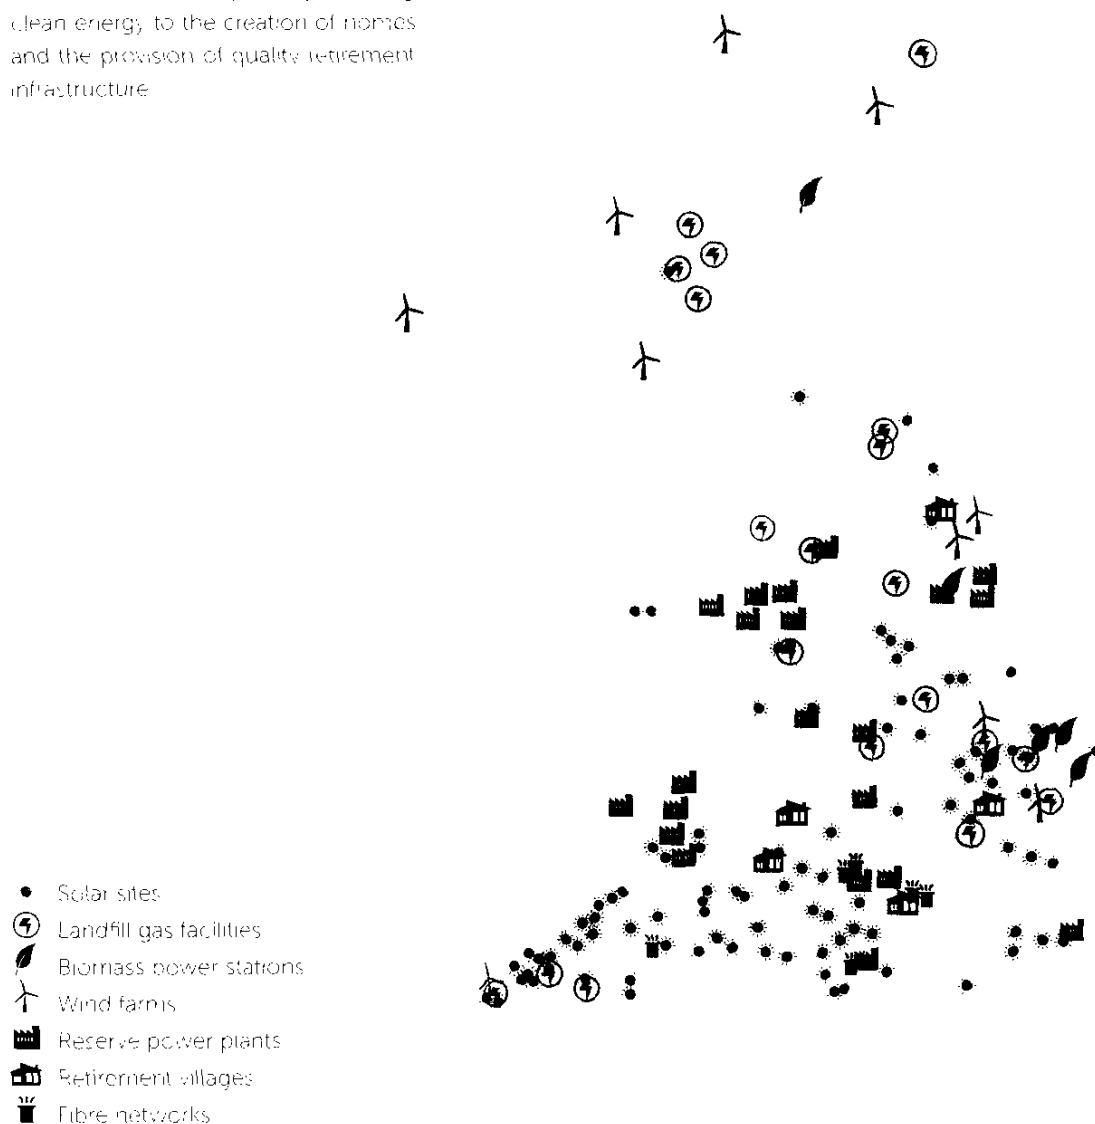 clean energy to the creation of homes
and the provision of quality retirement
infrastructure
Solar sites
Landfill gas facilities
Biomass power stations
Wind farms
Reserve power plants
Retirement villages
Fibre networks